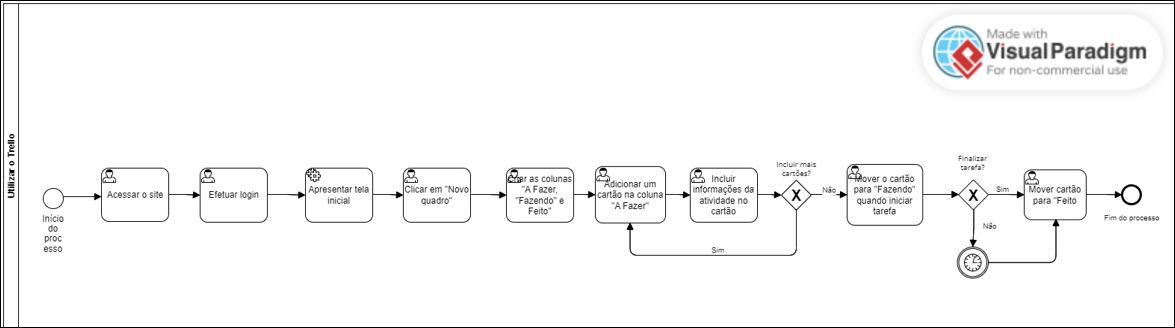 Made with
VisualParadigm
For non-commercial use
Utilizar o Trello
Início
do
proc
esso
Acessar o site
Efetuar login
Apresentar tela
inicial
Clicar em "Novo
quadro"
Criar as colunas
"A Fazer,
"Fazendo" e
Feito"
Adicionar um
cartão na coluna
"A Fazer"
Incluir
informações da
atividade no
cartão
Incluir mais
cartões?
Sim
Não
Mover o cartão
para "Fazendo"
quando iniciar
tarefa
Finalizar
tarefa?
Sim
Não
Mover cartão
para "Feito
Fim do processo